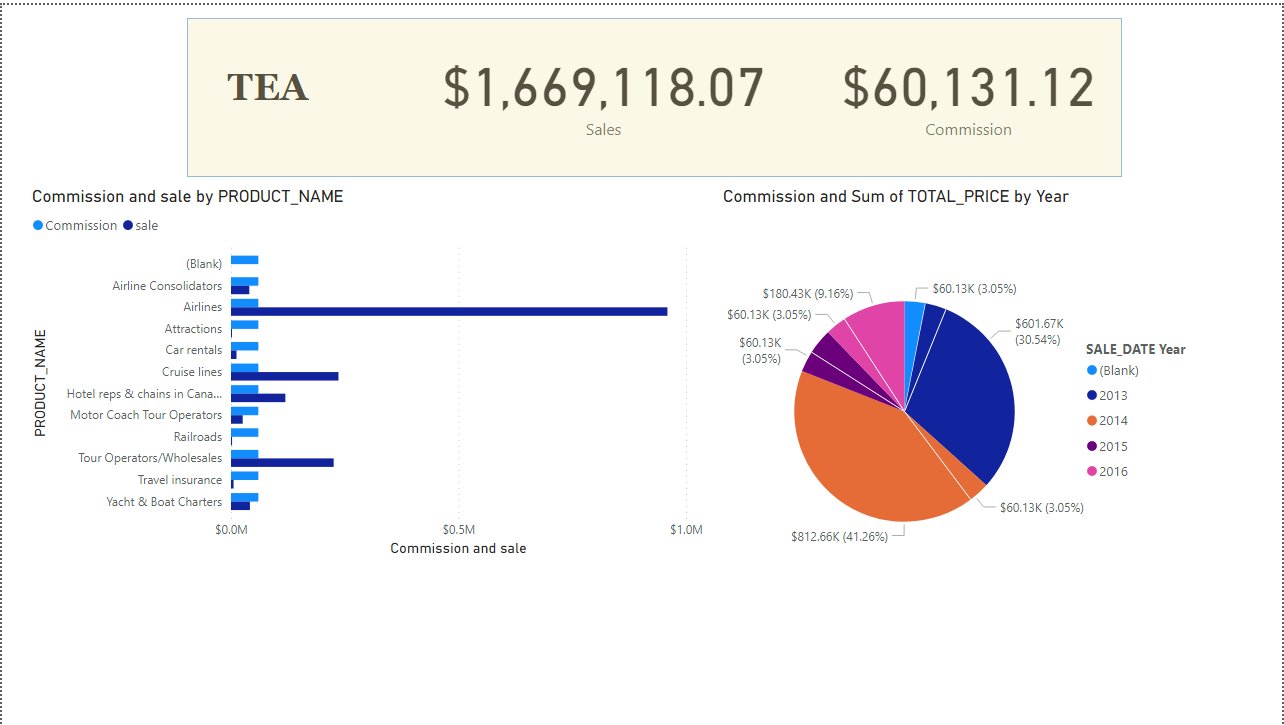 TEA
$1,669,118.07
Sales
$60,131.12
Commission
Commission and sale by PRODUCT_NAME
Commission sale
PRODUCT_NAME
(Blank)
Airline Consolidators
Airlines
Attractions
Car rentals
Cruise lines
Hotel reps & chains in Cana...
Motor Coach Tour Operators
Railroads
Tour Operators/Wholesales
Travel insurance
Yacht & Boat Charters
$0.0M $0.5M $1.0M
Commission and sale
Commission and Sum of TOTAL_PRICE by Year
$180.43K (9.16%)
$60.13K (3.05%)
$60.13K (3.05%)
$601.67K
(30.54%)
$60.13K
(3.05%)
$60.13K (3.05%)
$812.66K (41.26%)
SALE_DATE Year
(Blank)
2013
2014
2015
2016